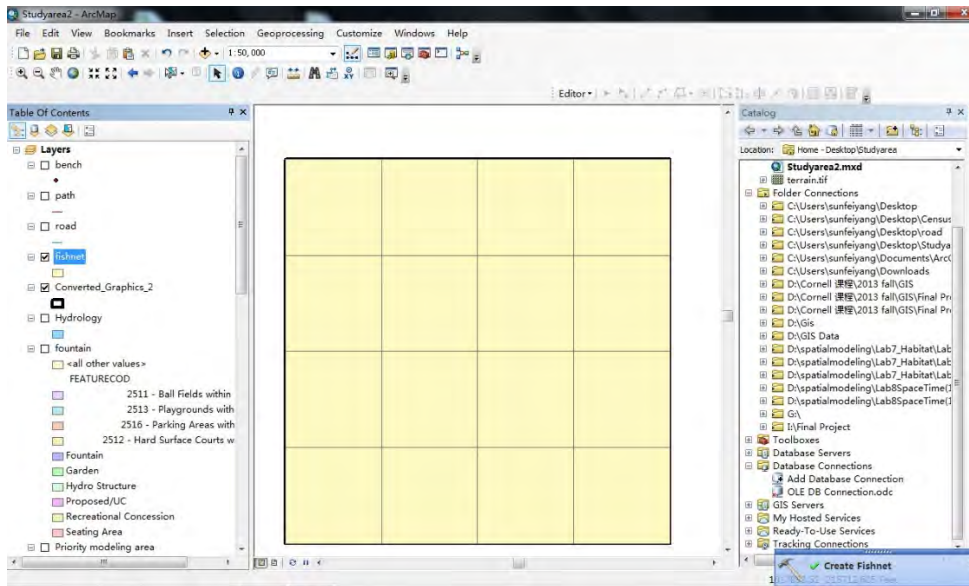 Studyarea2 - ArcMap
File Edit View Bookmarks Insert Selection Geoprocessing Customize Windows Help
1:50,000
Editor
Table Of Contents
Layers
bench
path
road
fishnet
Converted_Graphics_2
Hydrology
fountain
<all other values>
FEATURECOD
2511 - Ball Fields within
2513 - Playgrounds with
2516 - Parking Areas with
2512 - Hard Surface Courts w
Fountain
Garden
Hydro Structure
Proposed/UC
Recreational Concession
Seating Area
Priority modeling area
Catalog
Location: Home - Desktop\Studyarea
Studyarea2.mxd
terrain.tif
Folder Connections
C:\Users\sunfeiyang\Desktop
C:\Users\sunfeiyang\Desktop\Census
C:\Users\sunfeiyang\Desktop\road
C:\Users\sunfeiyang\Desktop\Studya
C:\Users\sunfeiyang\Documents\Arc
C:\Users\sunfeiyang\Downloads
D:\Cornell 课程\2013 fall\GIS
D:\Cornell 课程\2013 fall\GIS\Final Pr
D:\Cornell 课程\2013 fall\GIS\Final Pr
D:\Gis
D:\GIS Data
D:\spatialmodeling\Lab7_Habitat\Lab
D:\spatialmodeling\Lab7_Habitat\Lab
D:\spatialmodeling\Lab7_Habitat\Lab
D:\spatialmodeling\Lab8SpaceTime(1
D:\spatialmodeling\Lab8SpaceTime(1
G:\
I:\Final Project
Toolboxes
Database Servers
Database Connections
Add Database Connection
OLE DB Connection.odc
GIS Servers
My Hosted Services
Ready-To-Use Services
Tracking Connections
Create Fishnet